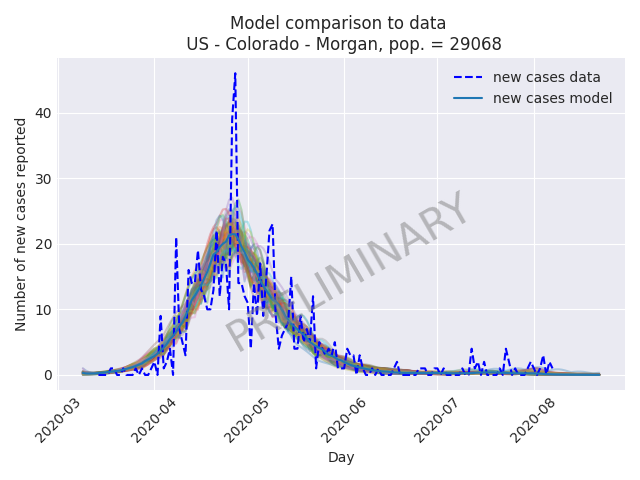 Model comparison to data
US - Colorado - Morgan, pop. = 29068
new cases data
new cases model
PRELIMINARY
Number of new cases reported
40
30
20
10
0
2020-03
2020-04
2020-05
2020-06
2020-07
2020-08
Day